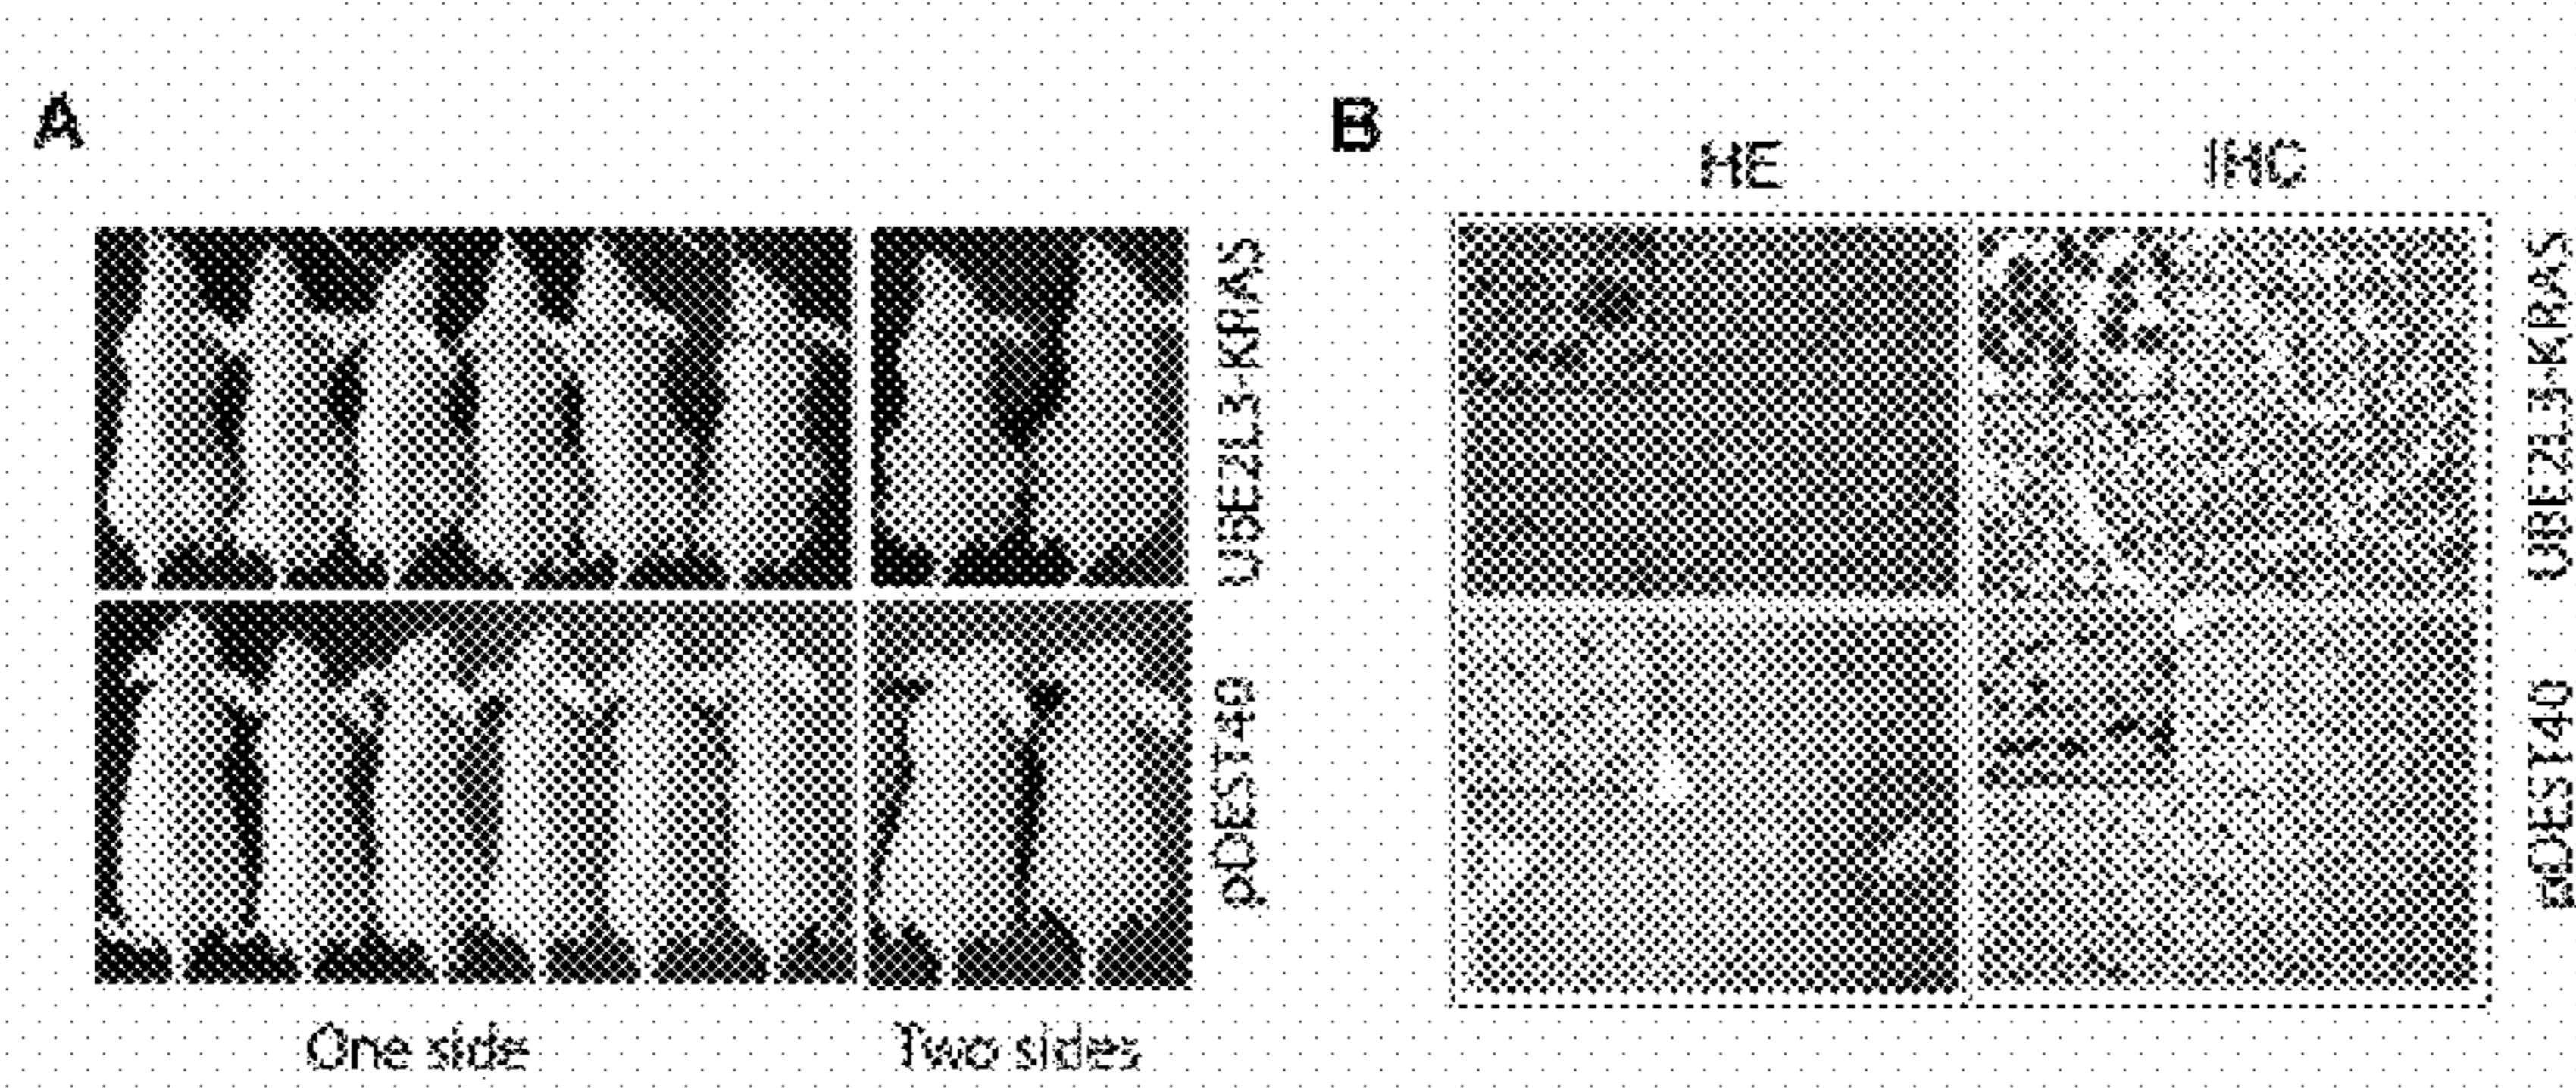 A
B
HE
IHC
UBE2L3-KRAS
UBE2L3-KRAS
pDEST40
pDEST40
One side
Two sides